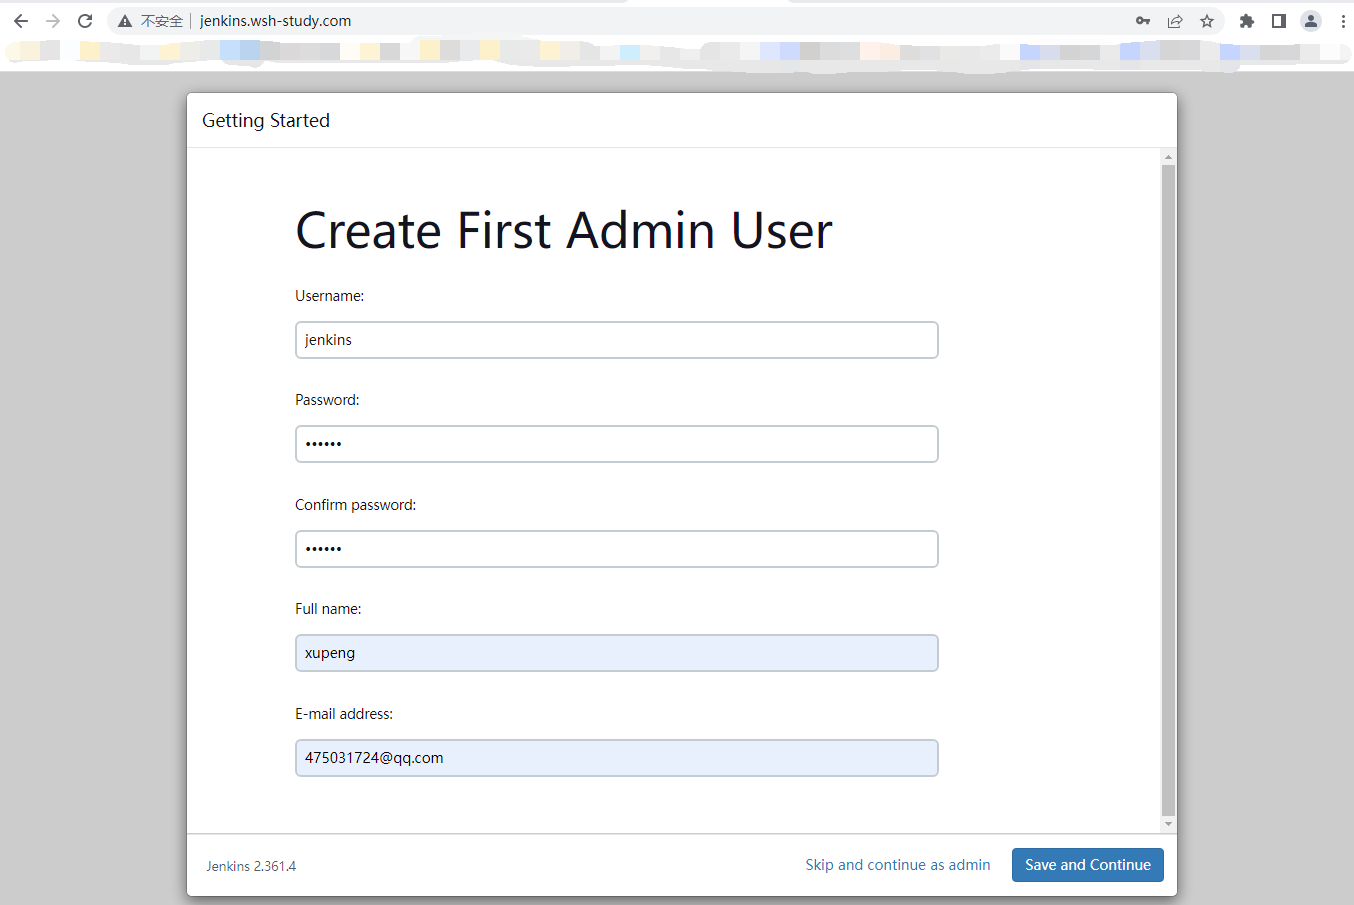 不安全 jenkins.wsh-study.com
Getting Started
Create First Admin User
Username:
jenkins
Password:
••••••
Confirm password:
••••••
Full name:
xupeng
E-mail address:
475031724@qq.com
Jenkins 2.361.4
Skip and continue as admin
Save and Continue